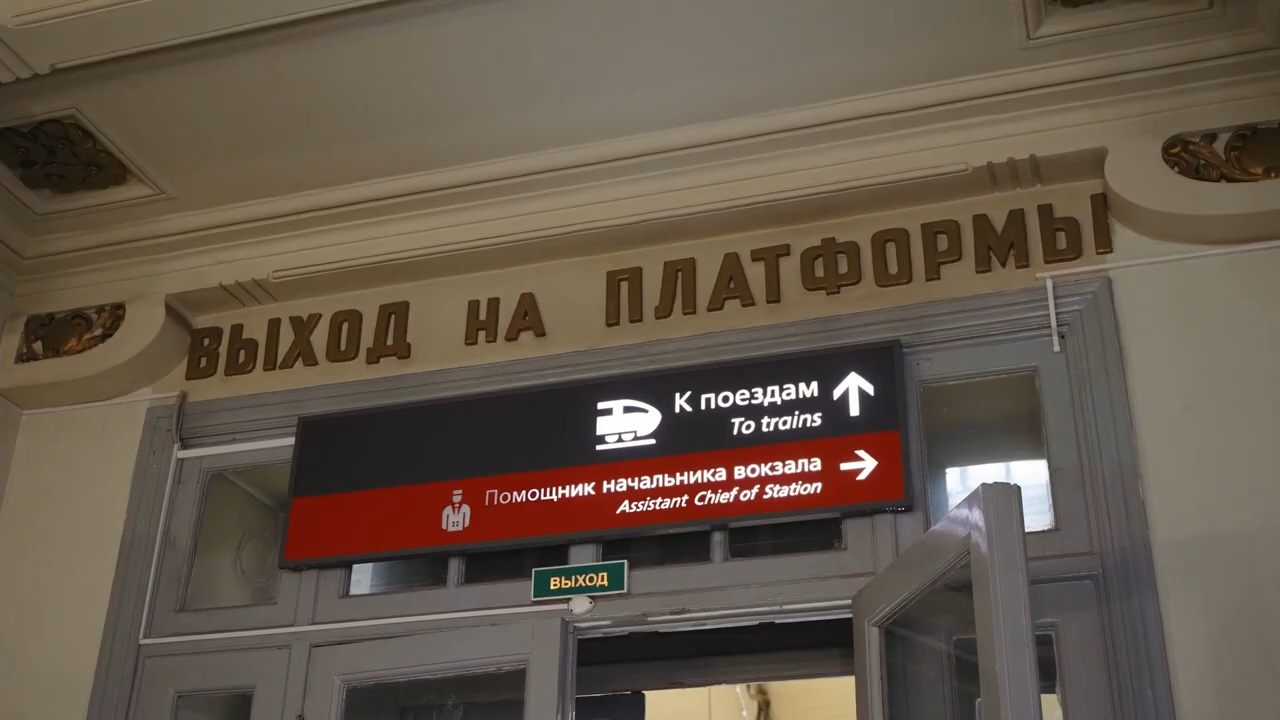 ВЫХОД НА ПЛАТФОРМЫ
К поездам
To trains
Помощник начальника вокзала
Assistant Chief of Station
ВЫХОД